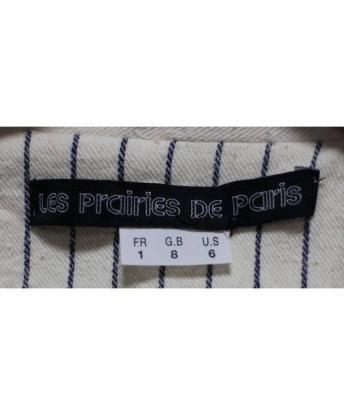 Les Prairies de Paris
FR G.B U.S
1 8 6